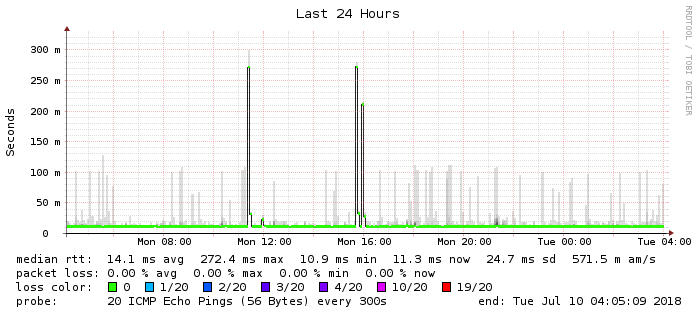 Last 24 Hours
RRDTOOL / TOBI OETIKER
Seconds
300 m
250 m
200 m
150 m
100 m
50 m
0
Mon 08:00 Mon 12:00 Mon 16:00 Mon 20:00 Tue 00:00 Tue 04:00
median rtt: 14.1 ms avg 272.4 ms max 10.9 ms min 11.3 ms now 24.7 ms sd 571.5 m am/s
packet loss: 0.00 % avg 0.00 % max 0.00 % min 0.00 % now
loss color: 0 1/20 2/20 3/20 4/20 10/20 19/20
probe: 20 ICMP Echo Pings (56 Bytes) every 300s end: Tue Jul 10 04:05:09 2018